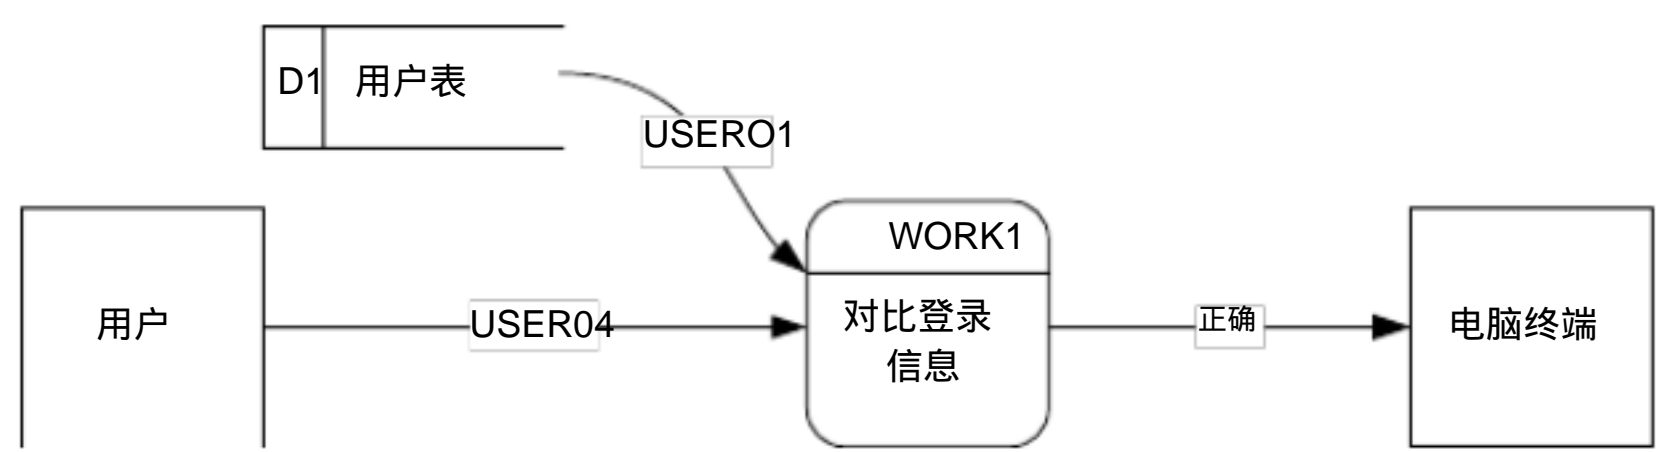 D1 用户表
USERO1
WORK1
用户
USER04
对比登录
信息
正确
电脑终端